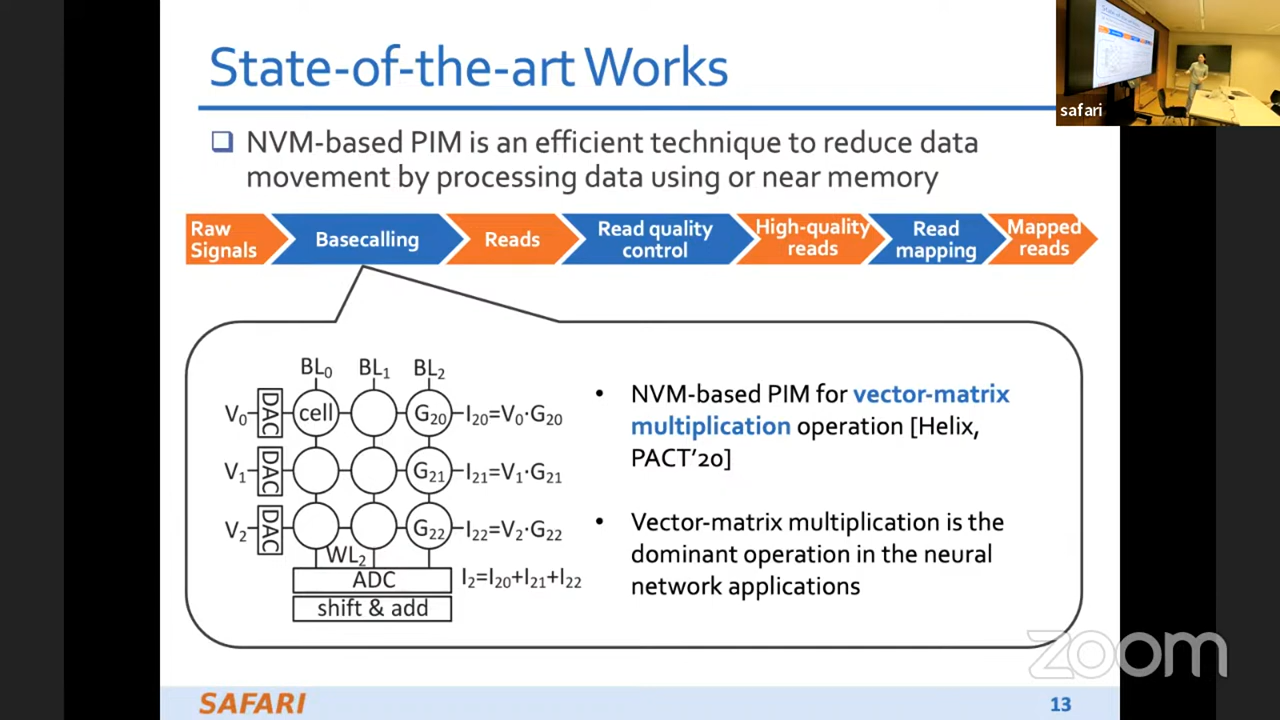 State-of-the-art Works
safari
❑ NVM-based PIM is an efficient technique to reduce data
movement by processing data using or near memory
Raw
Signals
Basecalling
Reads
Read quality
control
High-quality
reads
Read
mapping
Mapped
reads
BL0 BL1 BL2
V0 DAC cell G20 I20=V0·G20
V1 DAC G21 I21=V1·G21
V2 DAC G22 I22=V2·G22
WL2
ADC I2=I20+I21+I22
shift & add
• NVM-based PIM for vector-matrix
multiplication operation [Helix,
PACT'20]
• Vector-matrix multiplication is the
dominant operation in the neural
network applications
zoom
SAFARI
13